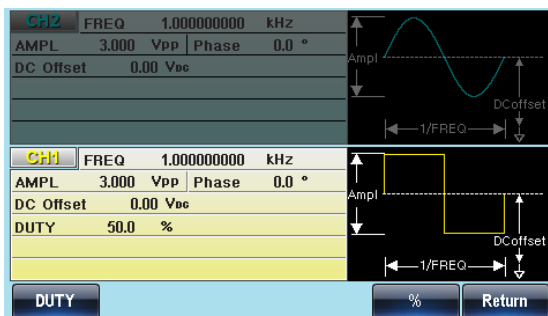 CH2 FREQ 1.000000000 kHz
AMPL 3.000 Vpp Phase 0.0 °
DC Offset 0.00 VDC
Ampl
DCoffset
1/FREQ
CH1 FREQ 1.000000000 kHz
AMPL 3.000 Vpp Phase 0.0 °
DC Offset 0.00 VDC
DUTY 50.0 %
Ampl
DCoffset
1/FREQ
DUTY % Return